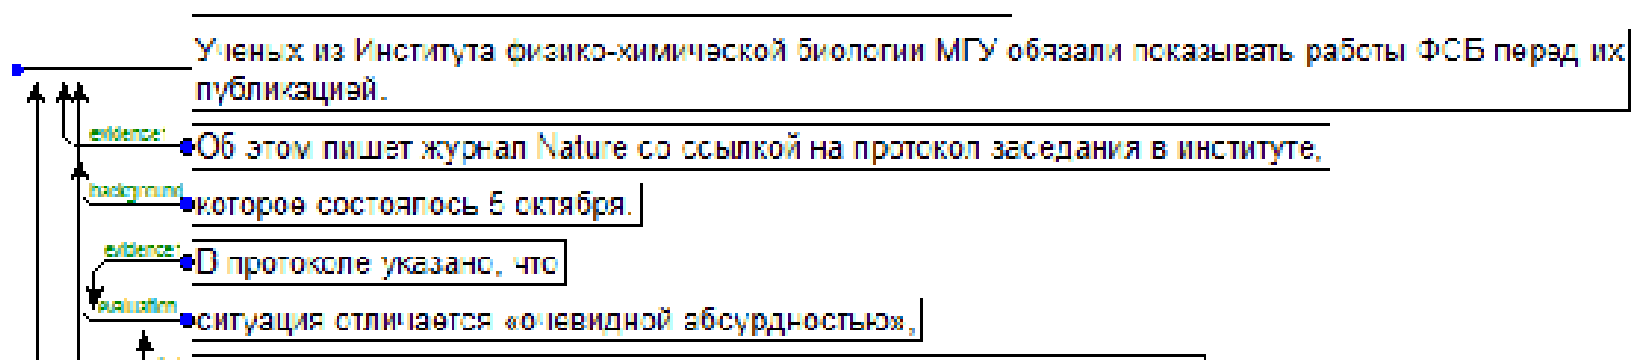 Ученых из Института физико-химической биологии МГУ обязали показывать работы ФСБ перед их
публикацией.
evidence
Об этом пишет журнал Nature со ссылкой на протокол заседания в институте,
background
которое состоялось 5 октября.
evidence
В протоколе указано, что
evaluation
ситуация отличается «очевидной абсурдностью»,